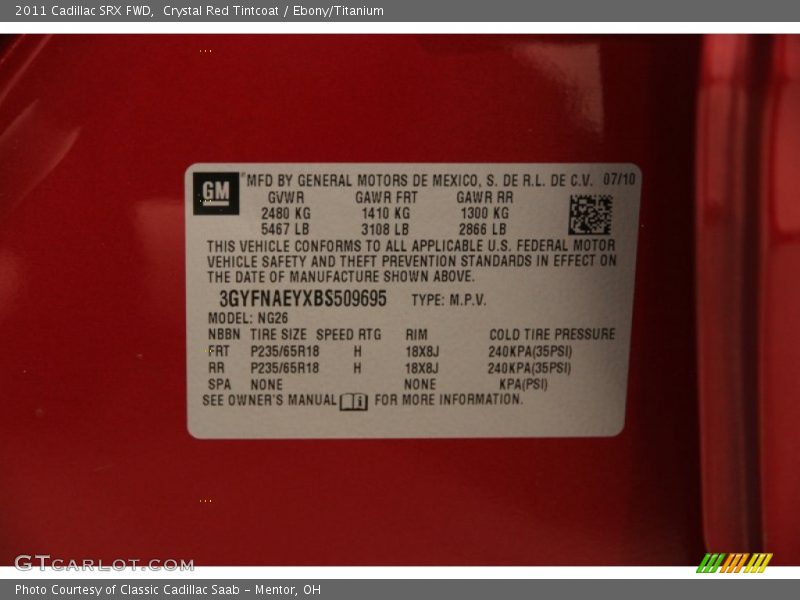 2011 Cadillac SRX FWD,  Crystal Red Tintcoat / Ebony/Titanium
GM® MFD BY GENERAL MOTORS DE MEXICO, S. DE R.L. DE C.V. 07/10
GVWR GAWR FRT GAWR RR
2480 KG 1410 KG 1300 KG
5467 LB 3108 LB 2866 LB
THIS VEHICLE CONFORMS TO ALL APPLICABLE U.S. FEDERAL MOTOR
VEHICLE SAFETY AND THEFT PREVENTION STANDARDS IN EFFECT ON
THE DATE OF MANUFACTURE SHOWN ABOVE.
3GYFNAEYXBS509695 TYPE: M.P.V.
MODEL: NG26
NBBN TIRE SIZE SPEED RTG RIM COLD TIRE PRESSURE
FRT P235/65R18 H 18X8J 240KPA(35PSI)
RR P235/65R18 H 18X8J 240KPA(35PSI)
SPA NONE NONE KPA(PSI)
SEE OWNER'S MANUAL i FOR MORE INFORMATION.
GTCARLOT.COM
Photo Courtesy of Classic Cadillac Saab - Mentor, OH